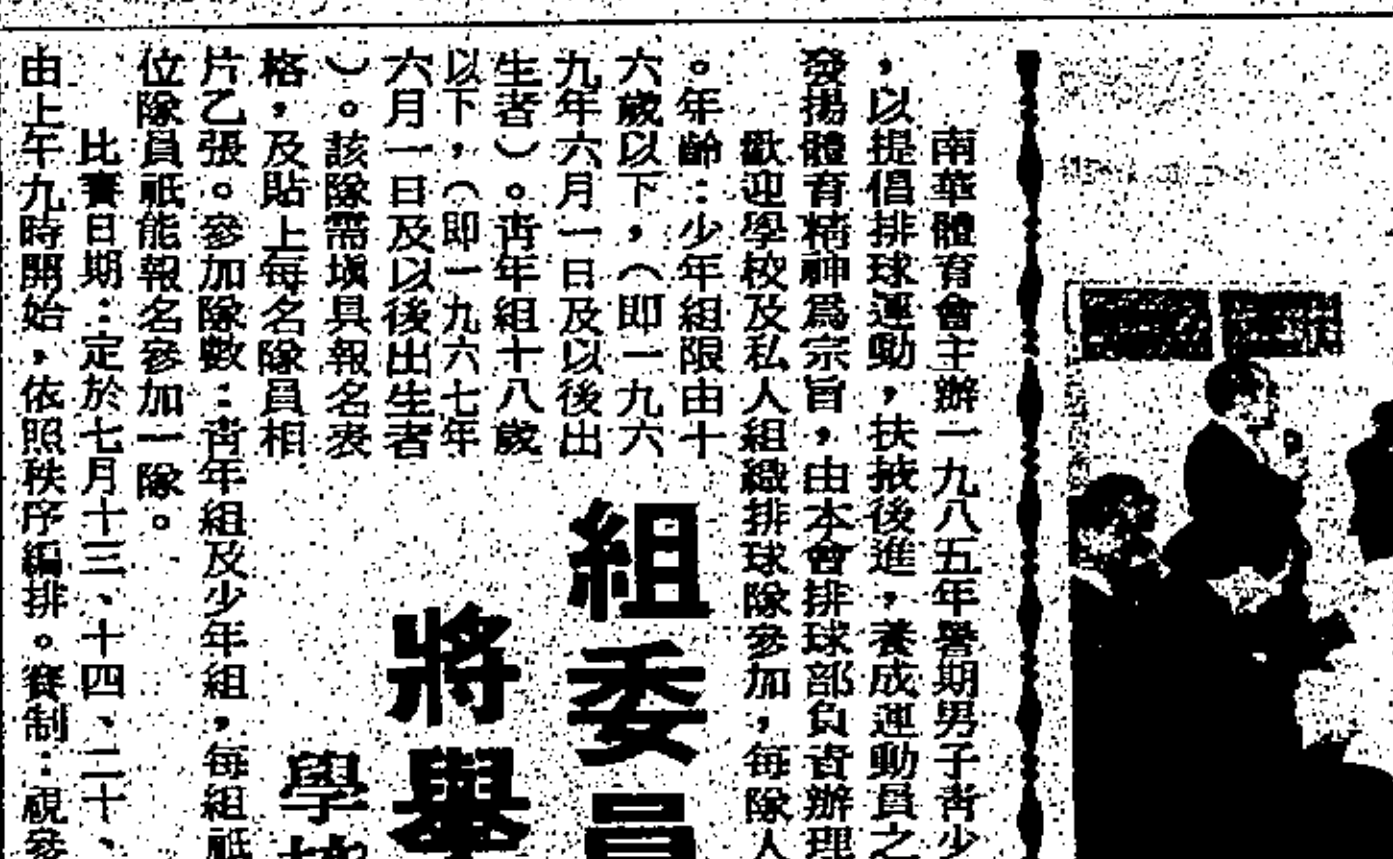 南華體育會主辦一九八五年暑期男子青少
，以提倡排球運動，扶掖後進，養成運動員之
發揚體育精神爲宗旨，由本會排球部負責辦理
歡迎學校及私人組織排球隊參加，每隊人
。年齡：少年組限由十
六歲以下，（即一九六
九年六月一日及以後出
生者）。青年組十八歲
以下，（即一九六七年
六月一日及以後出生者
）。該隊需塡具報名表
格，及貼上每名隊員相
片乙張。參加隊數：青年組及少年組，每組祇
位隊員祇能報名參加一隊。
比賽日期：定於七月十三、十四、二十、
由上午九時開始，依照秩序編排。賽制：視參
組委員
將舉
學校